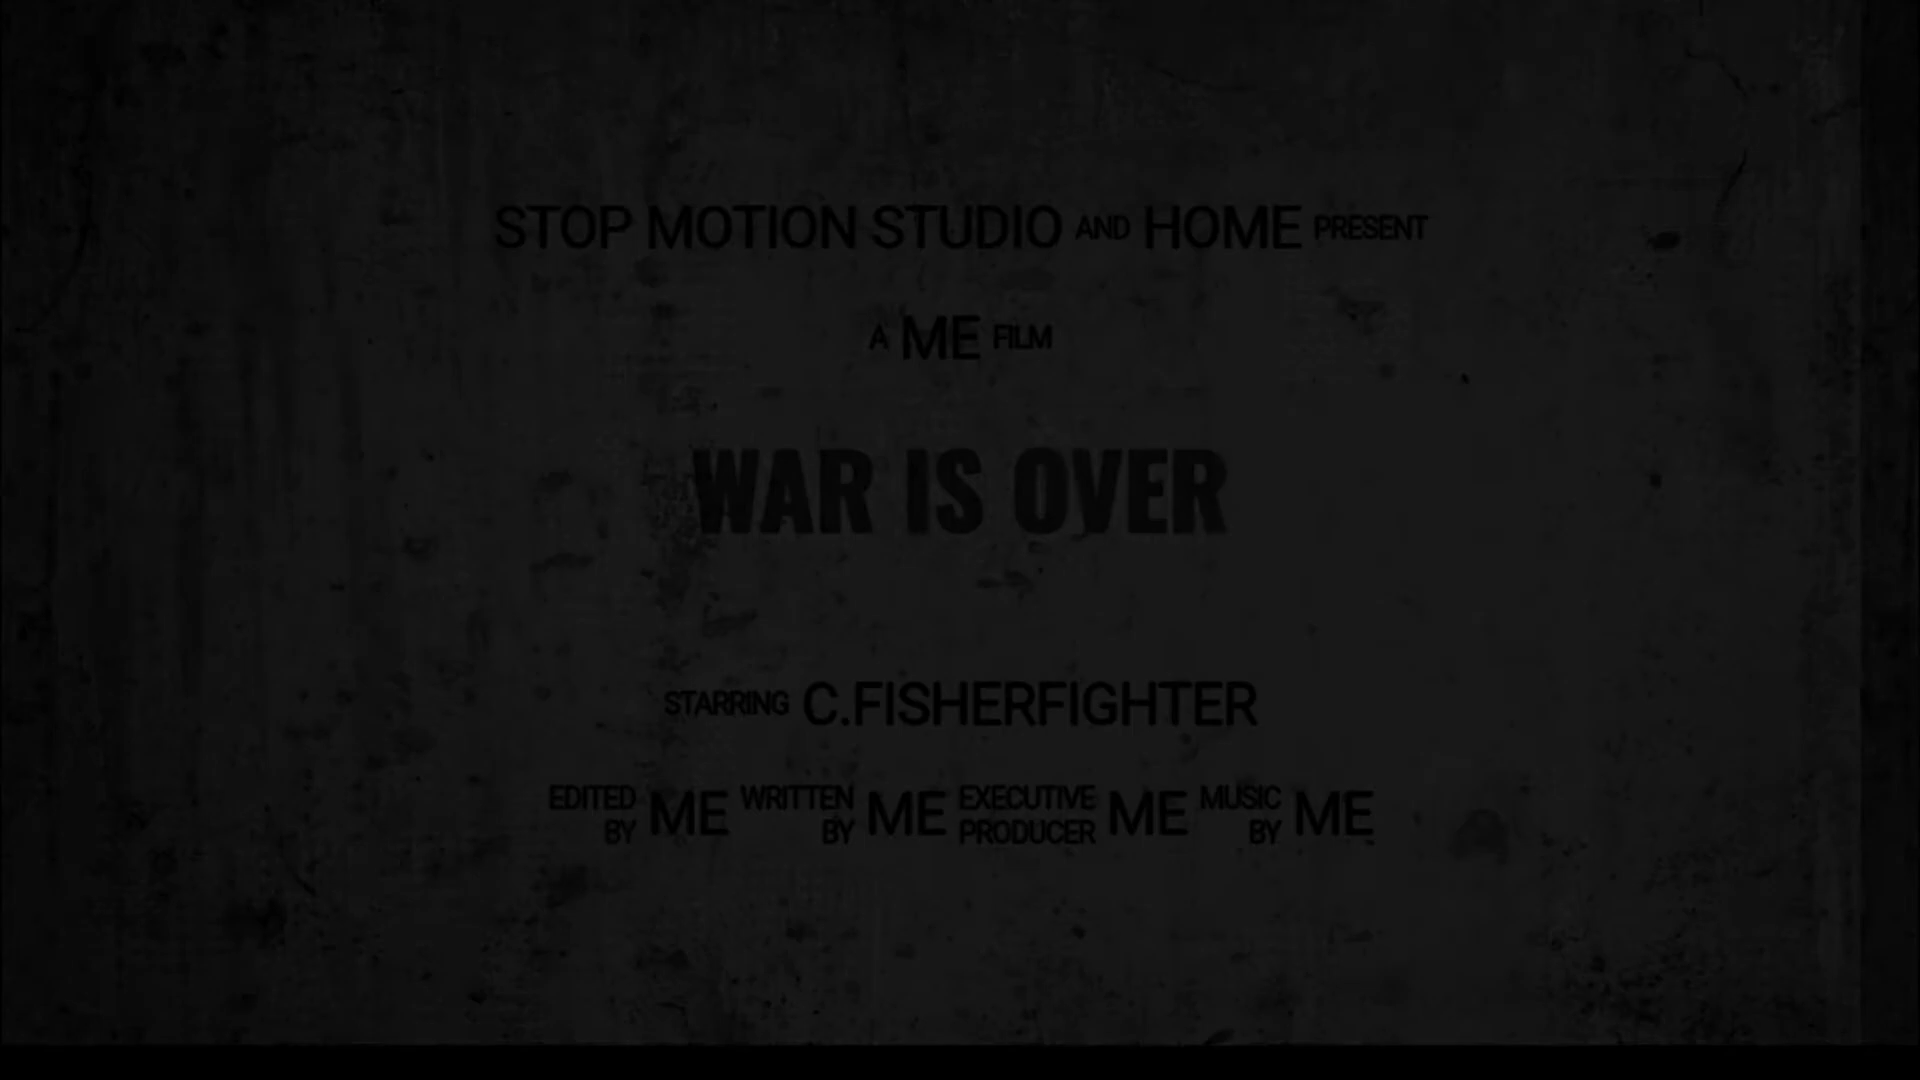 STOP MOTION STUDIO AND HOME PRESENT
A ME FILM
WAR IS OVER
STARRING C.FISHERFIGHTER
EDITED BY ME WRITTEN BY ME EXECUTIVE PRODUCER ME MUSIC BY ME